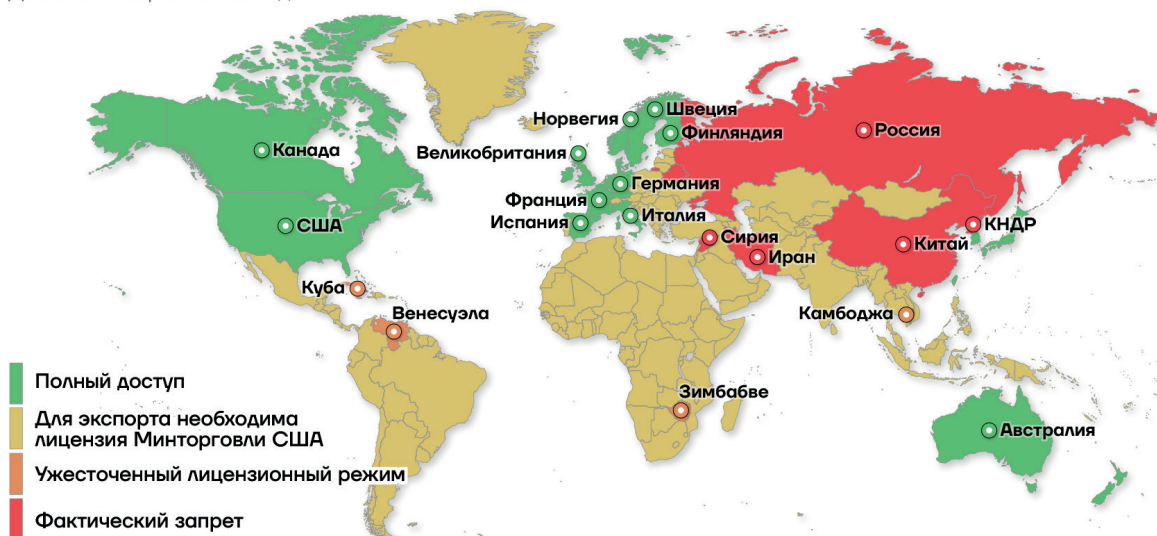 Норвегия
Швеция
Финляндия
Россия
Великобритания
Канада
Германия
Франция
Италия
Испания
США
КНДР
Сирия
Китай
Иран
Куба
Венесуэла
Камбоджа
Зимбабве
Австралия
Полный доступ
Для экспорта необходима
лицензия Минторговли США
Ужесточенный лицензионный режим
Фактический запрет